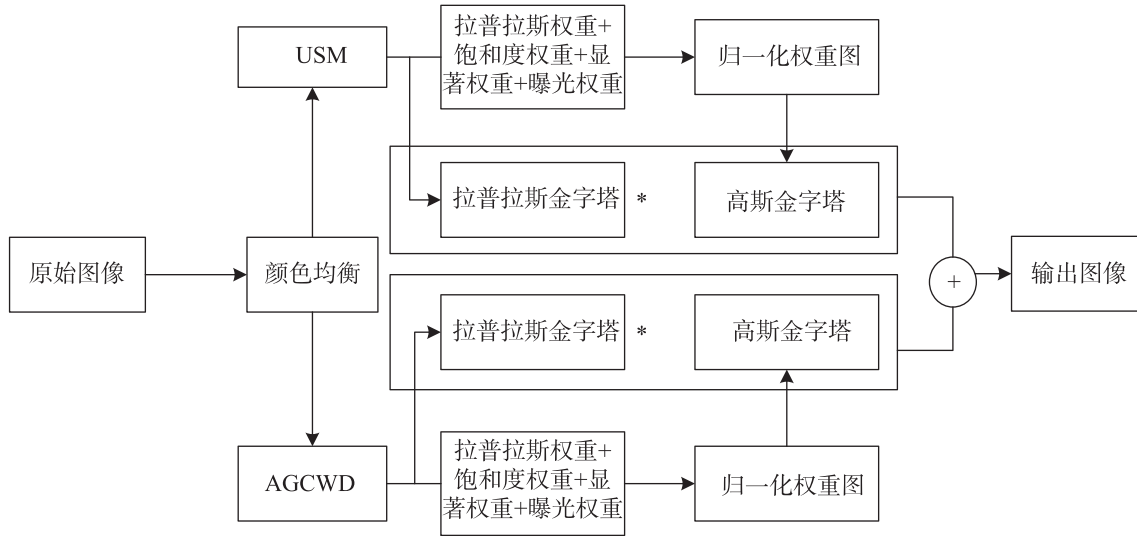 USM
拉普拉斯权重+
饱和度权重+显
著权重+曝光权重
归一化权重图
拉普拉斯金字塔
*
高斯金字塔
原始图像
颜色均衡
+
输出图像
拉普拉斯金字塔
*
高斯金字塔
AGCWD
拉普拉斯权重+
饱和度权重+显
著权重+曝光权重
归一化权重图